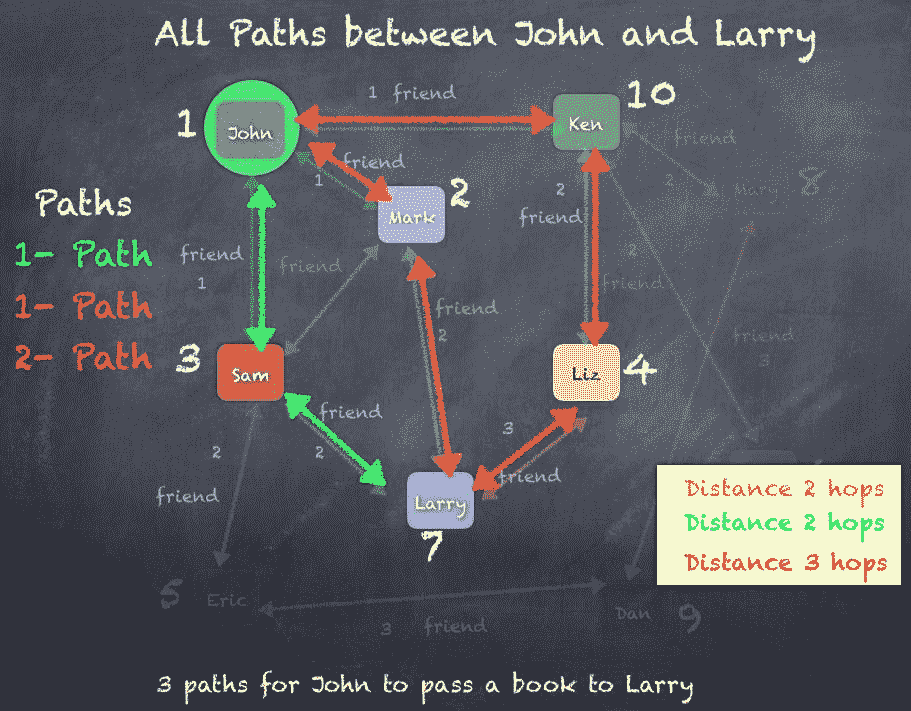 All Paths between John and Larry
1 friend
10
1
John
Ken
friend
friend
1
2
Mary
8
Paths
Mark
2
2
friend
1- Path
friend
friend
2
1
friend
friend
1- Path
2
friend
3
2- Path
3
Sam
Liz
4
friend
3
2
2
friend
friend
Larry
Distance 2 hops
7
Distance 2 hops
Distance 3 hops
5
Eric
Dan
9
3
friend
3 paths for John to pass a book to Larry